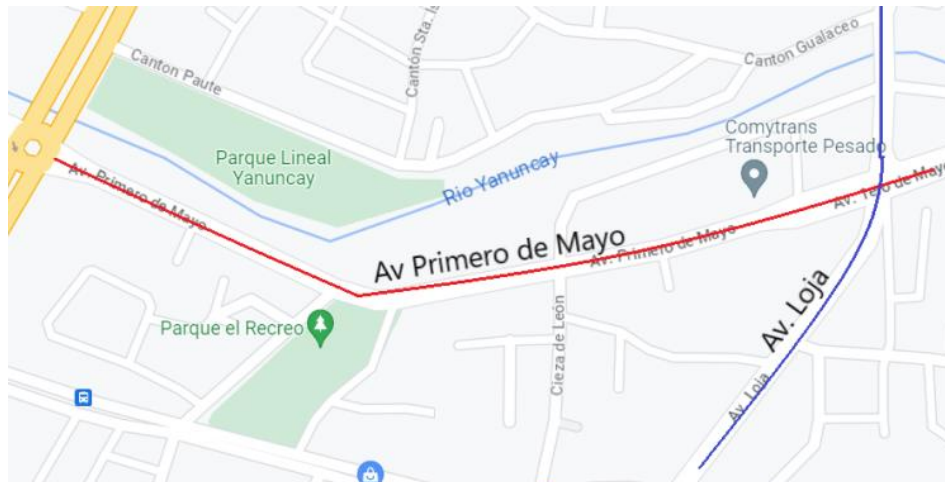 Canton Paute
Cantón Sta. Is
Canton Gualaceo
Comytrans
Transporte Pesado
Parque Lineal
Yanuncay
Rio Yanuncay
Av. Primero de Mayo
Av. 1ero de Mayo
Av Primero de Mayo
Av. Primero de Mayo
Av. Loja
Parque el Recreo
Cieza de León
Av. Loja